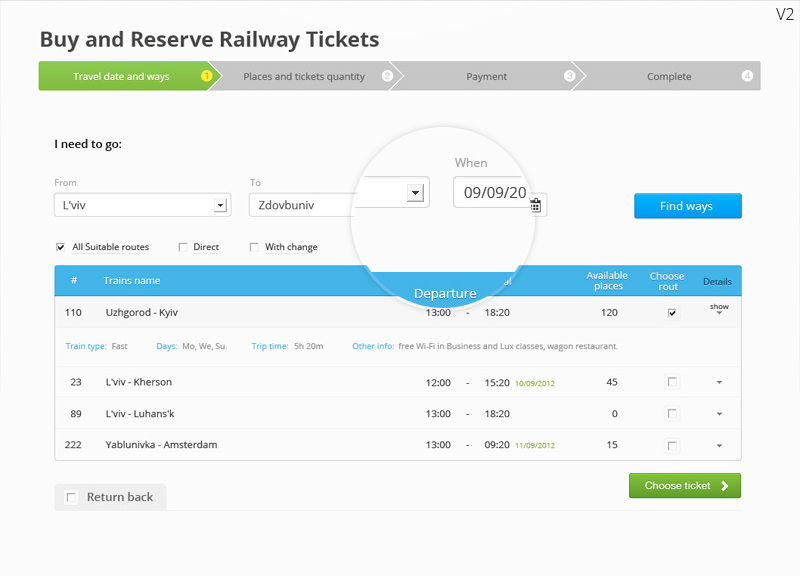 V2
Buy and Reserve Railway Tickets
Travel date and ways 1 Places and tickets quantity 2 Payment 3 Complete 4
I need to go:
From To When
L'viv Zdovbuniv 09/09/20
Find ways
All Suitable routes Direct With change
# Trains name Departure Available places Choose rout Details
110 Uzhgorod - Kyiv 13:00 - 18:20 120 show
Train type: Fast Days: Mo, We, Su. Trip time: 5h 20m Other info: free Wi-Fi in Business and Lux classes, wagon restaurant.
23 L'viv - Kherson 12:00 - 15:20 10/09/2012 45
89 L'viv - Luhans'k 13:00 - 18:20 0
222 Yablunivka - Amsterdam 13:00 - 09:20 11/09/2012 15
Return back
Choose ticket